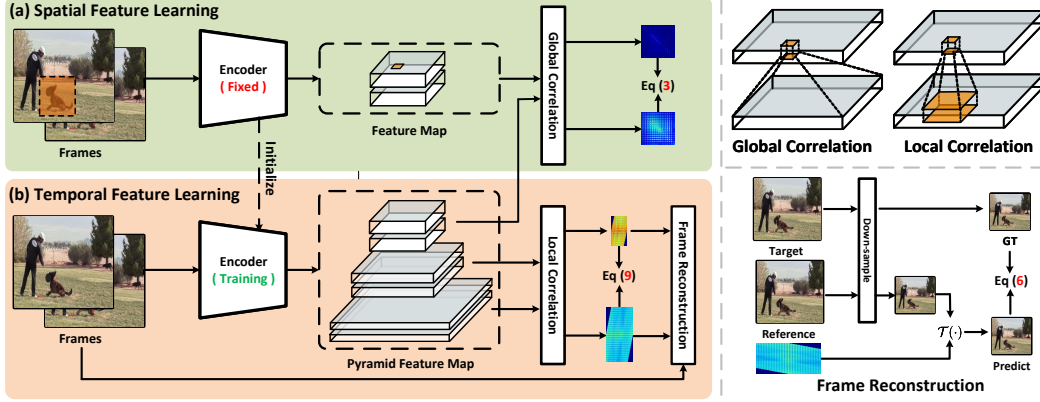 (a) Spatial Feature Learning
Encoder
( Fixed )
Feature Map
Frames
Global Correlation
Eq (3)
Initialize
(b) Temporal Feature Learning
Encoder
( Training )
Frames
Pyramid Feature Map
Local Correlation
Eq (9)
Frame Reconstruction
Global Correlation
Local Correlation
Target
Down-sample
GT
Eq (6)
Reference
𝒯(·)
Predict
Frame Reconstruction